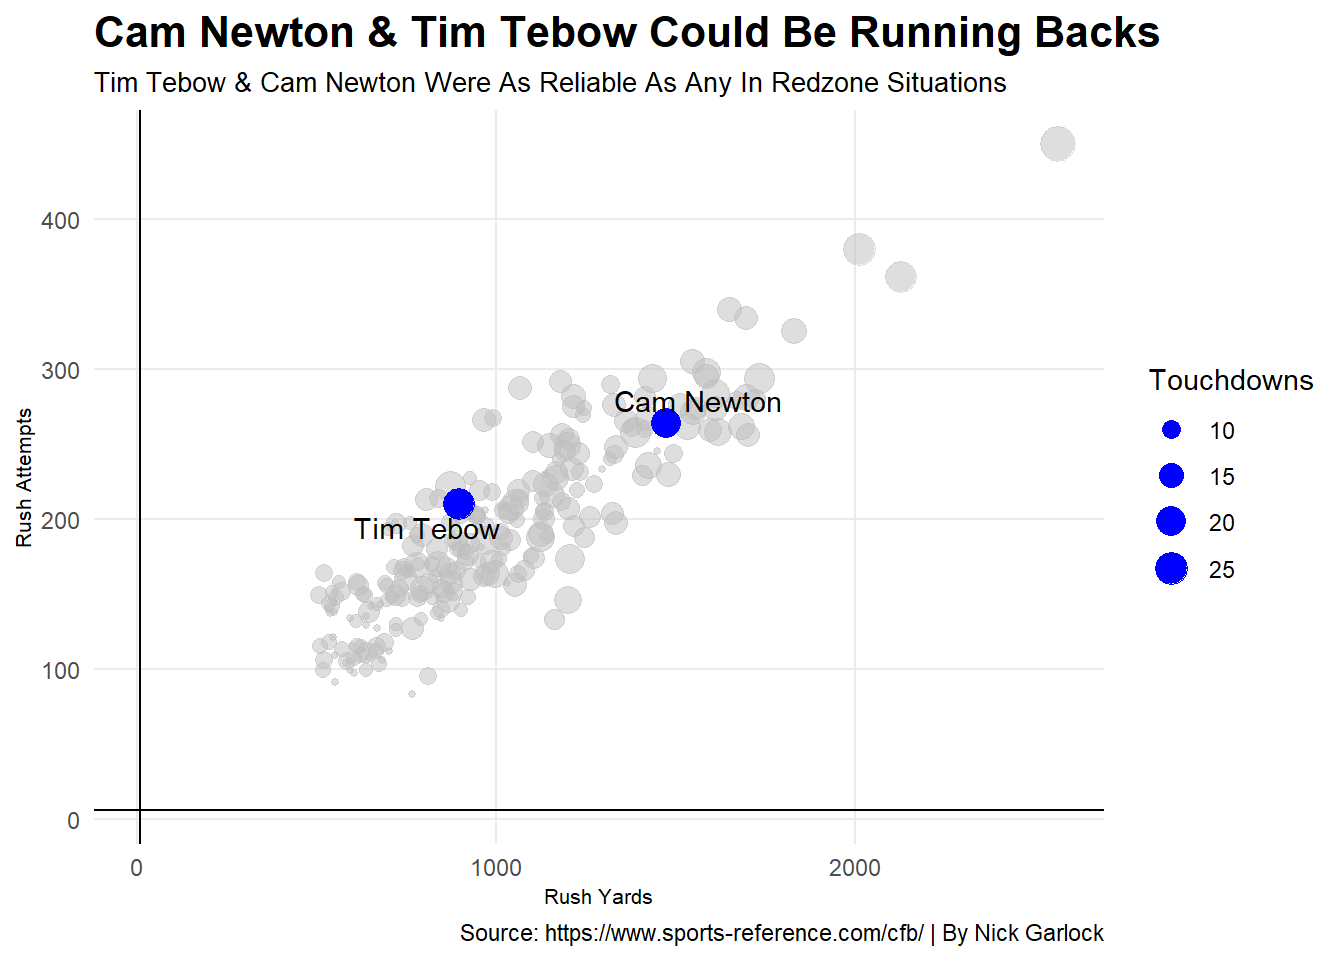 Cam Newton & Tim Tebow Could Be Running Backs
Tim Tebow & Cam Newton Were As Reliable As Any In Redzone Situations
Rush Attempts
400
300
200
100
0
Cam Newton
Tim Tebow
0
1000
2000
Rush Yards
Touchdowns
10
15
20
25
Source: https://www.sports-reference.com/cfb/ | By Nick Garlock